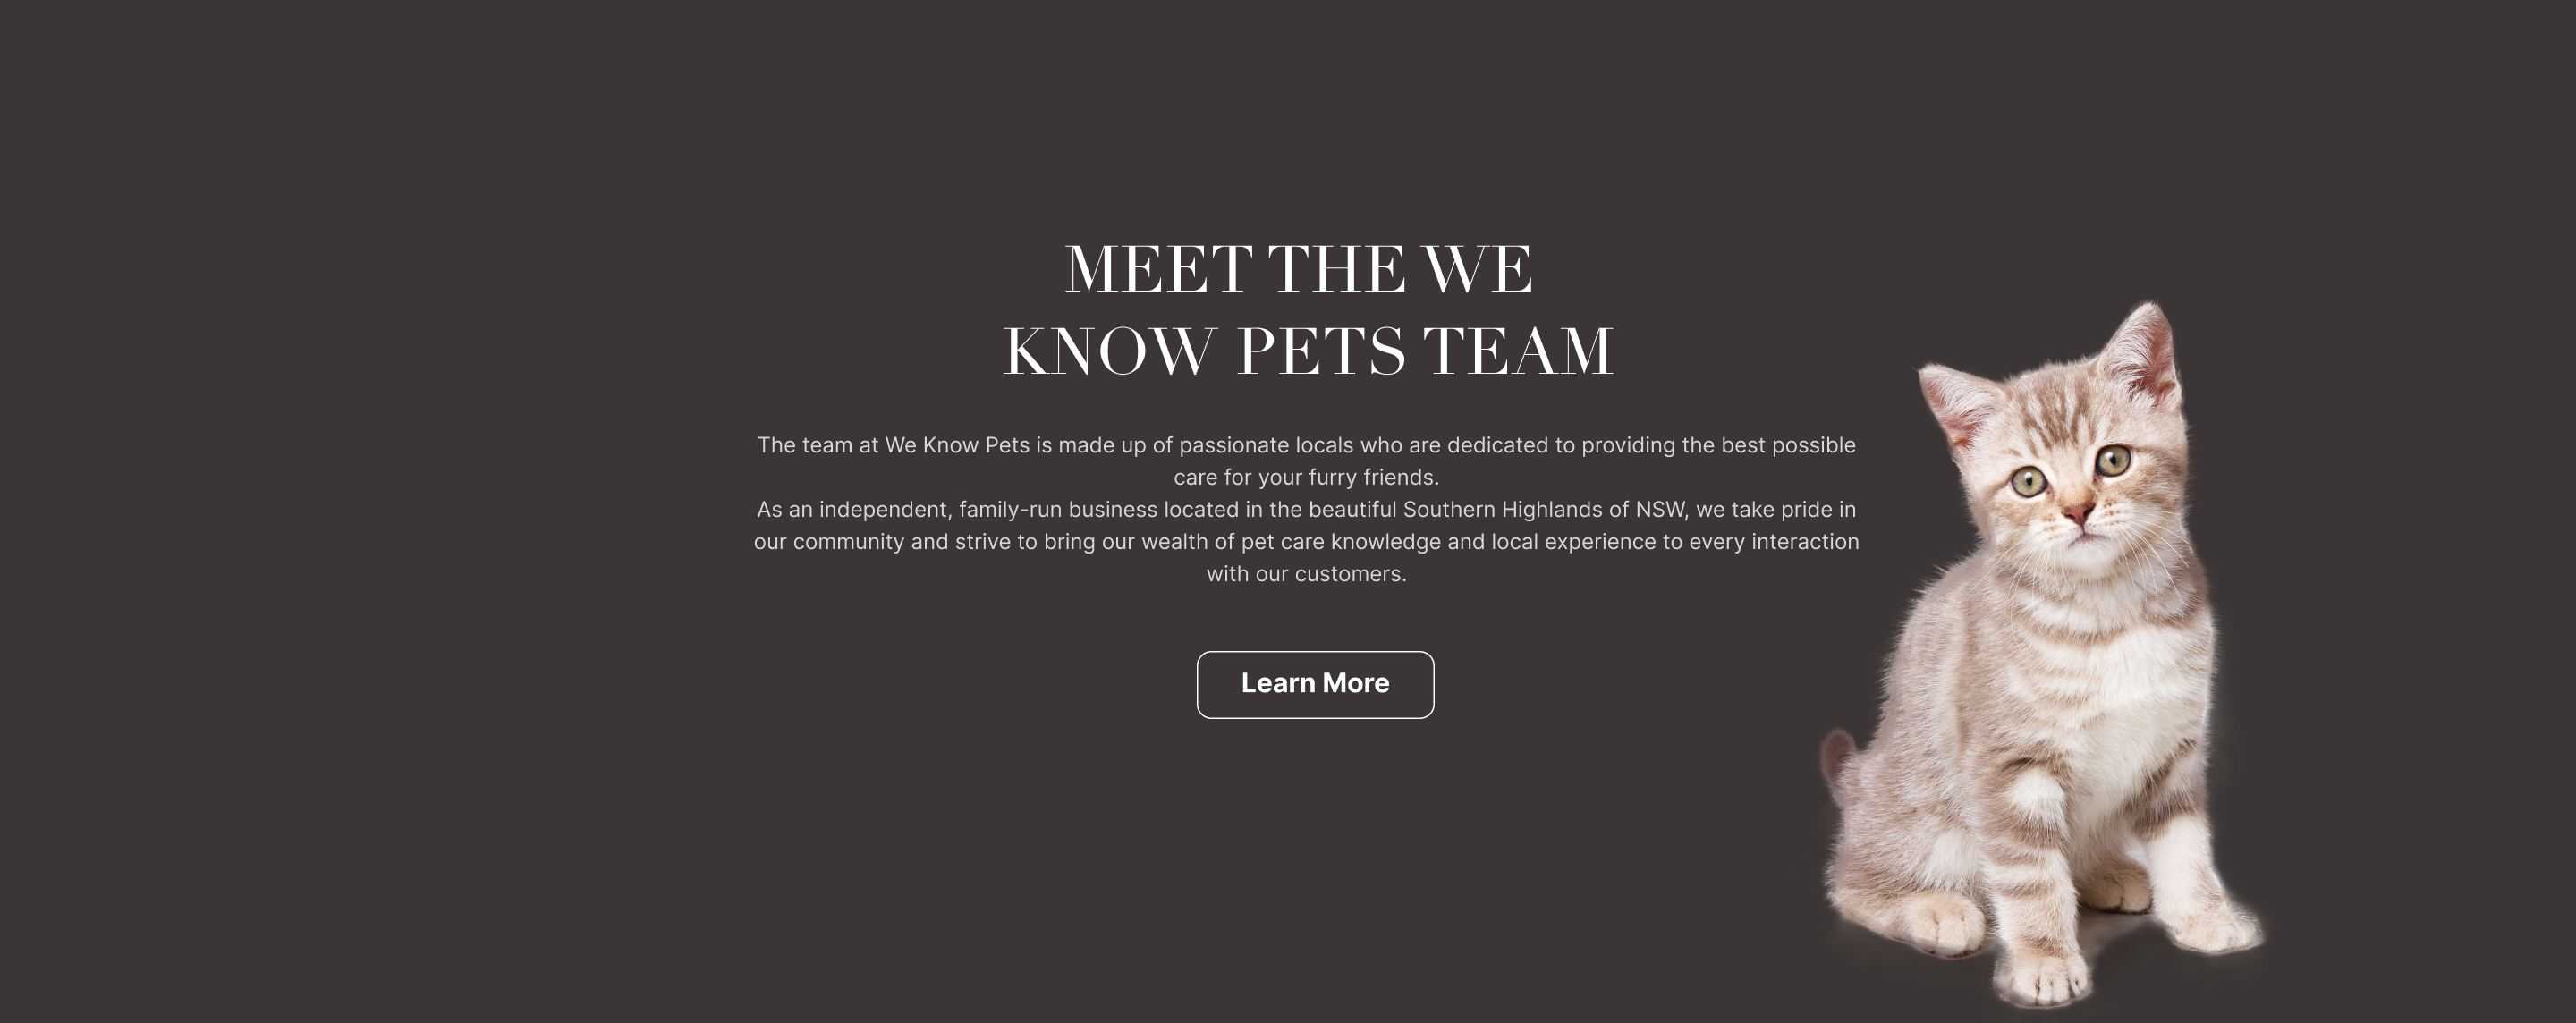 MEET THE WE
KNOW PETS TEAM
The team at We Know Pets is made up of passionate locals who are dedicated to providing the best possible
care for your furry friends.
As an independent, family-run business located in the beautiful Southern Highlands of NSW, we take pride in
our community and strive to bring our wealth of pet care knowledge and local experience to every interaction
with our customers.
Learn More